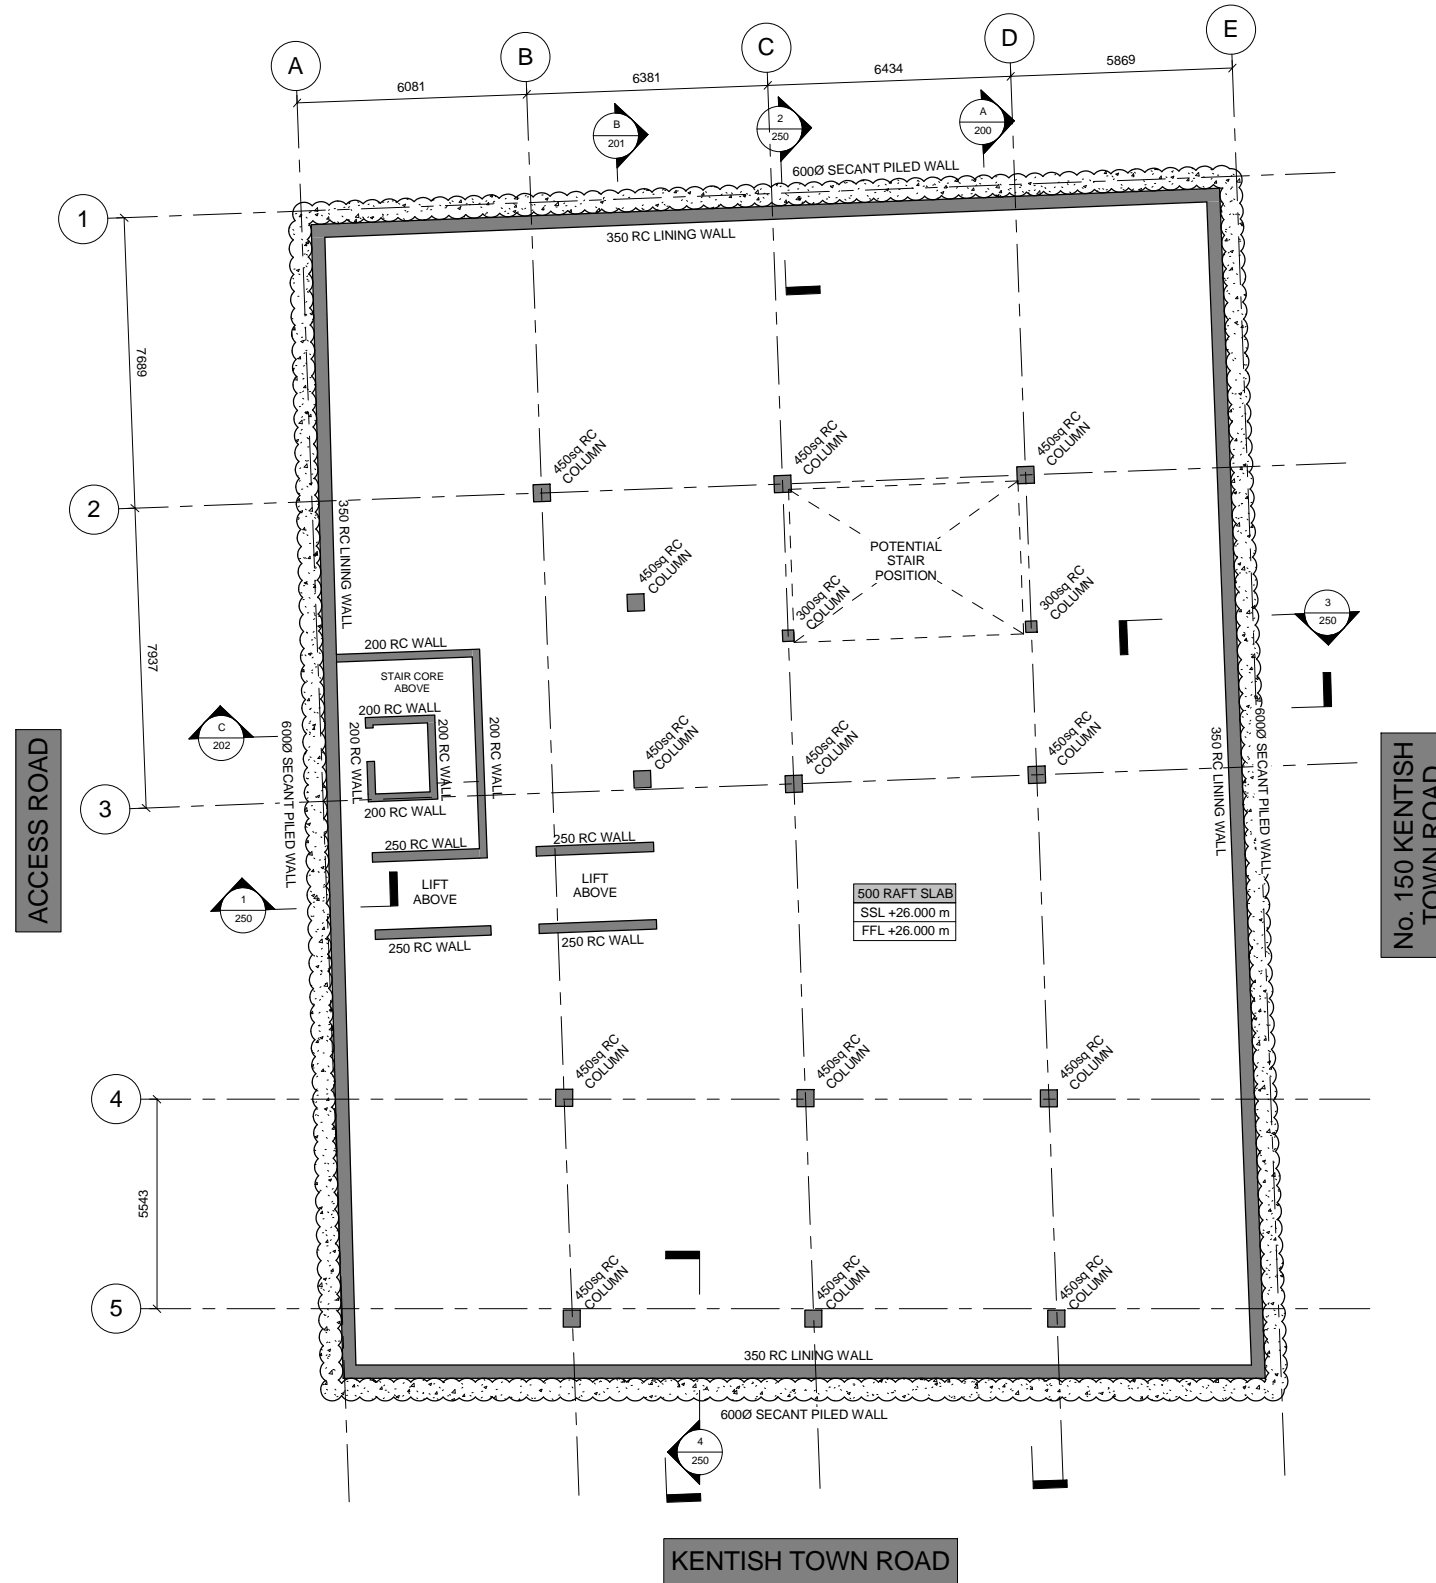 A
B
C
D
E
6081
6381
6434
5869
B
201
2
250
A
200
600Ø SECANT PILED WALL
1
350 RC LINING WALL
7689
450sq RC
COLUMN
450sq RC
COLUMN
450sq RC
COLUMN
2
350 RC LINING WALL
POTENTIAL
STAIR
POSITION
450sq RC
COLUMN
300sq RC
COLUMN
300sq RC
COLUMN
3
250
7937
200 RC WALL
STAIR CORE
ABOVE
200 RC WALL
200 RC WALL
200 RC WALL
200 RC WALL
200 RC WALL
C
202
600Ø SECANT PILED WALL
450sq RC
COLUMN
450sq RC
COLUMN
450sq RC
COLUMN
350 RC LINING WALL
600Ø SECANT PILED WALL
ACCESS ROAD
No. 150 KENTISH
TOWN ROAD
3
250 RC WALL
250 RC WALL
LIFT
ABOVE
LIFT
ABOVE
1
250
250 RC WALL
250 RC WALL
500 RAFT SLAB
SSL +26.000 m
FFL +26.000 m
450sq RC
COLUMN
450sq RC
COLUMN
450sq RC
COLUMN
4
5543
450sq RC
COLUMN
450sq RC
COLUMN
450sq RC
COLUMN
5
350 RC LINING WALL
600Ø SECANT PILED WALL
4
250
KENTISH TOWN ROAD